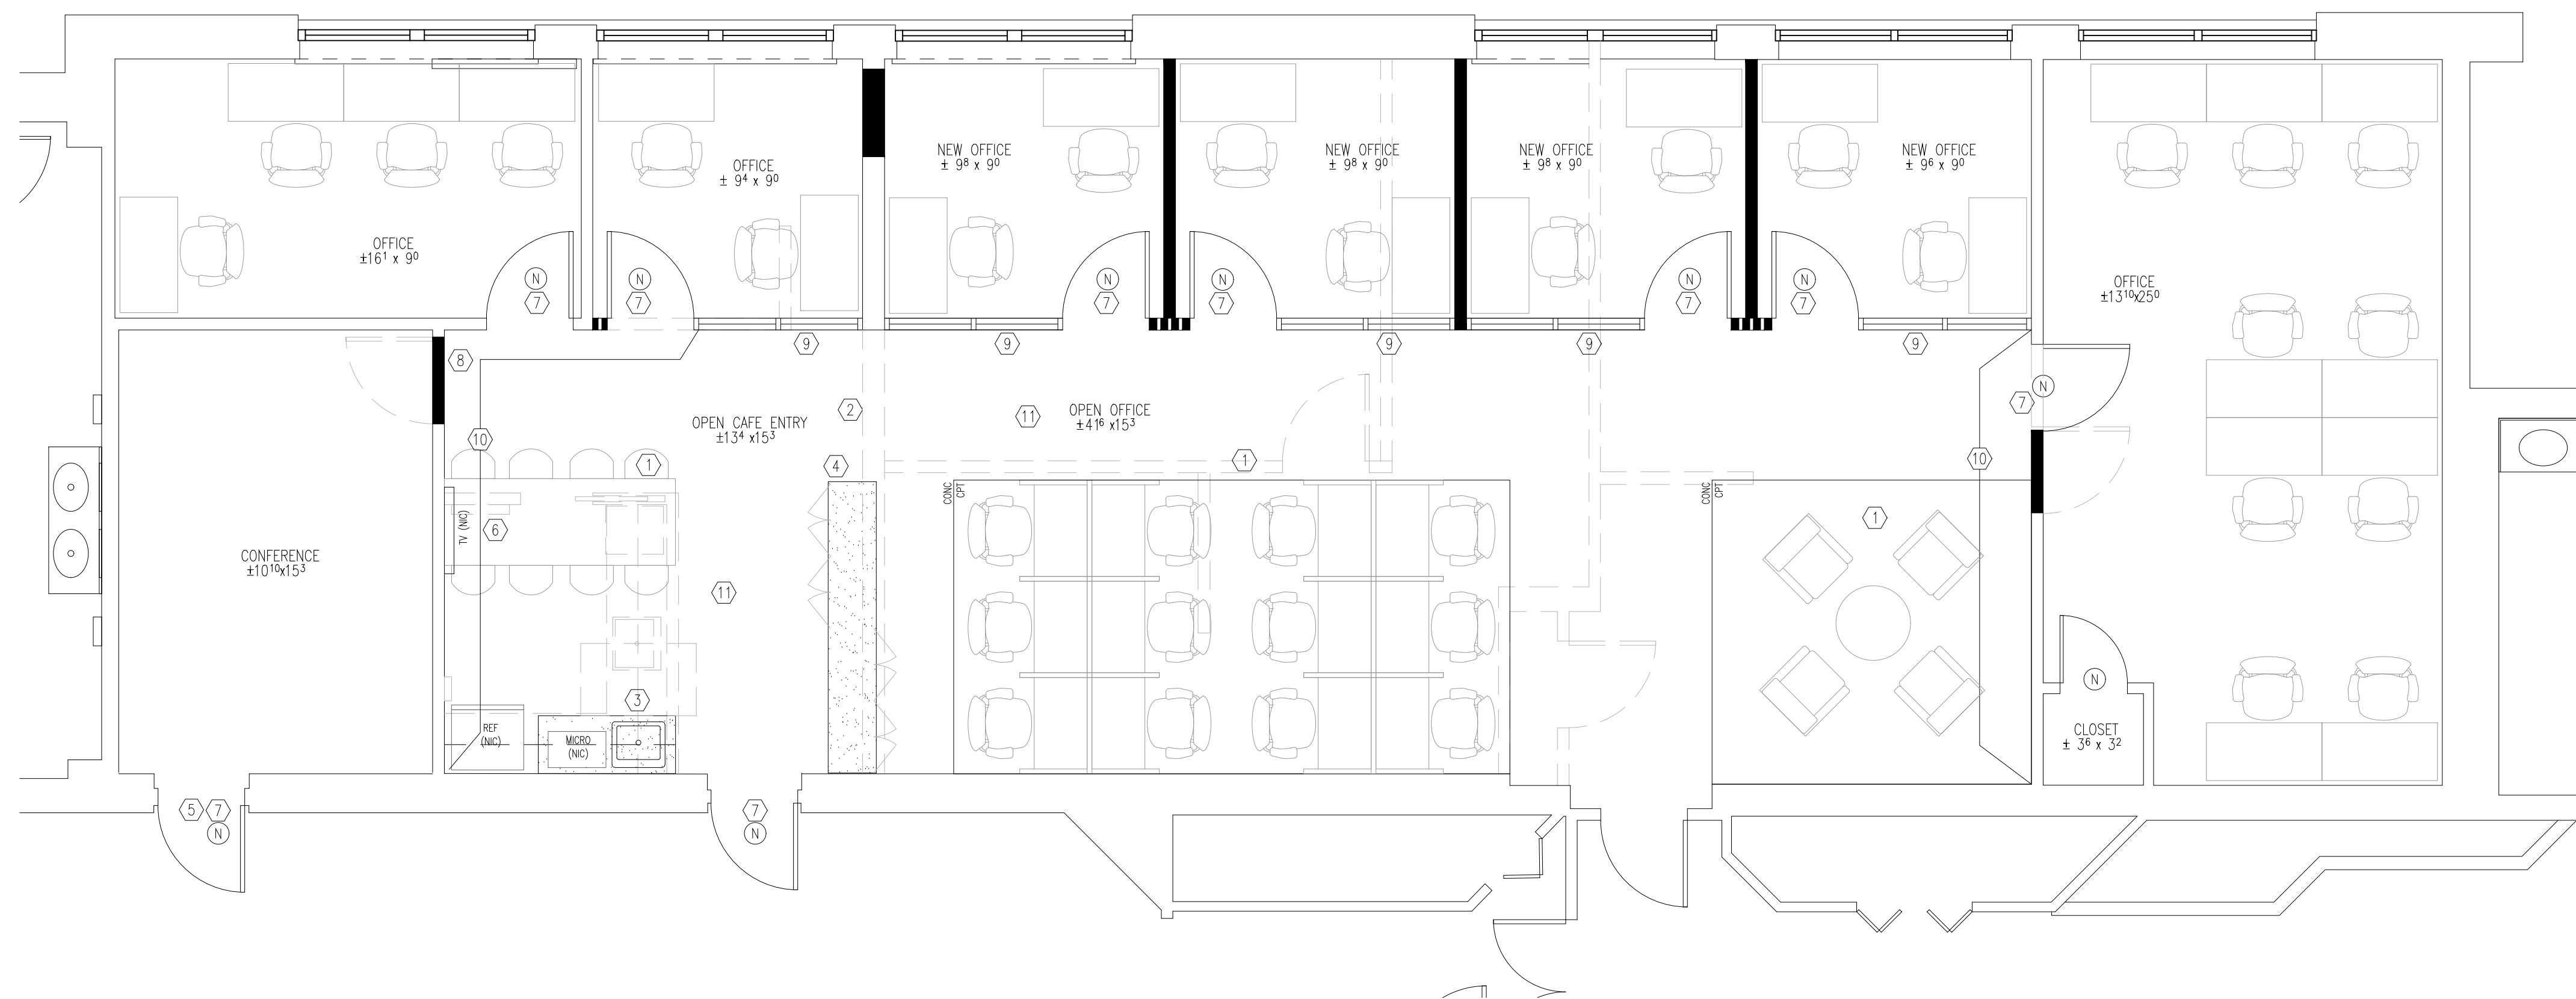 NEW OFFICE
± 9⁸ x 9⁰
NEW OFFICE
± 9⁸ x 9⁰
NEW OFFICE
± 9⁸ x 9⁰
NEW OFFICE
± 9⁶ x 9⁰
OFFICE
± 9⁴ x 9⁰
OFFICE
±16¹ x 9⁰
OFFICE
±13¹⁰x25⁰
N
7
N
7
N
7
N
7
N
7
N
7
9
9
9
9
9
8
N
7
2
11
OPEN OFFICE
±41⁶ x15³
OPEN CAFE ENTRY
±13⁴ x15³
10
1
4
1
10
CONC
CPT
CONC
CPT
TV (NIC)
6
1
CONFERENCE
±10¹⁰x15³
11
3
N
REF
(NIC)
MICRO
(NIC)
CLOSET
± 3⁶ x 3²
5
7
N
7
N